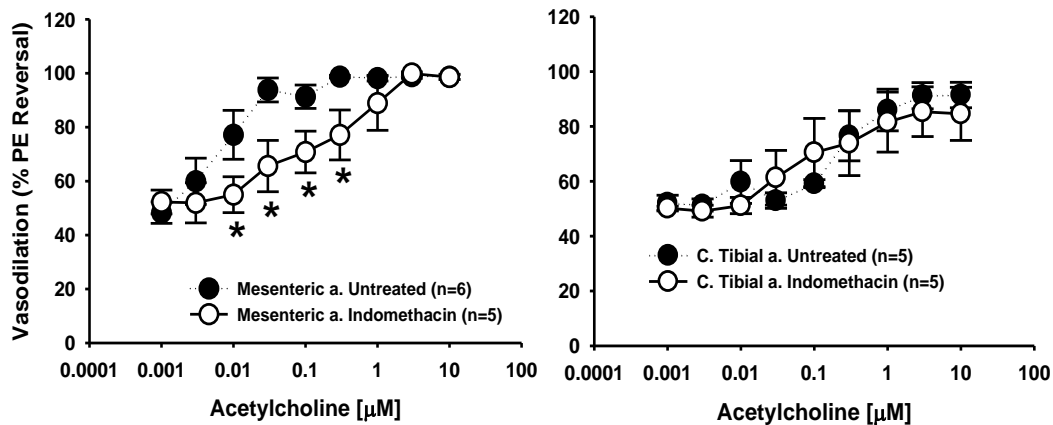 Vasodilation (% PE Reversal)
120
100
80
60
40
20
0
* * * *
Mesenteric a. Untreated (n=6)
Mesenteric a. Indomethacin (n=5)
0.0001 0.001 0.01 0.1 1 10 100
Acetylcholine [μM]
120
100
80
60
40
20
0
C. Tibial a. Untreated (n=5)
C. Tibial a. Indomethacin (n=5)
0.0001 0.001 0.01 0.1 1 10 100
Acetylcholine [μM]